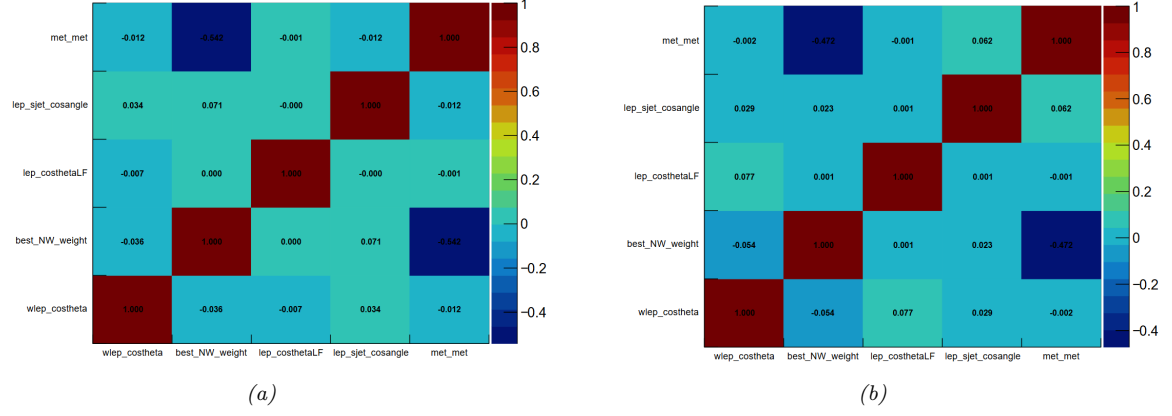 met_met -0.012 -0.542 -0.001 -0.012 1.000
lep_sjet_cosangle 0.034 0.071 -0.000 1.000 -0.012
lep_costhetaLF -0.007 0.000 1.000 -0.000 -0.001
best_NW_weight -0.036 1.000 0.000 0.071 -0.542
wlep_costheta 1.000 -0.036 -0.007 0.034 -0.012
wlep_costheta best_NW_weight lep_costhetaLF lep_sjet_cosangle met_met
1
0.8
0.6
0.4
0.2
0
−0.2
−0.4
(a)
met_met -0.002 -0.472 -0.001 0.062 1.000
lep_sjet_cosangle 0.029 0.023 0.001 1.000 0.062
lep_costhetaLF 0.077 0.001 1.000 0.001 -0.001
best_NW_weight -0.054 1.000 0.001 0.023 -0.472
wlep_costheta 1.000 -0.054 0.077 0.029 -0.002
wlep_costheta best_NW_weight lep_costhetaLF lep_sjet_cosangle met_met
1
0.8
0.6
0.4
0.2
0
−0.2
−0.4
(b)